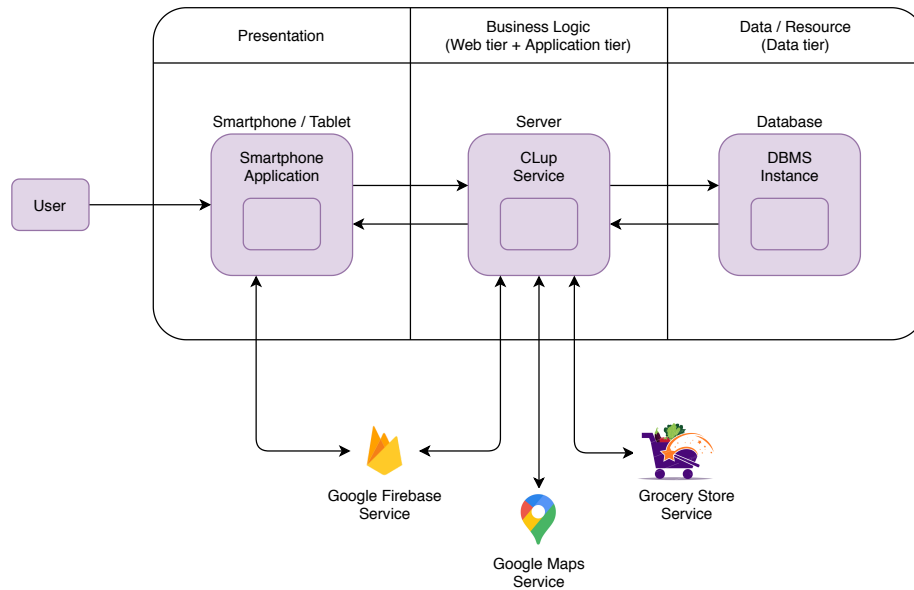 Presentation
Business Logic
(Web tier + Application tier)
Data / Resource
(Data tier)
Smartphone / Tablet
Server
Database
Smartphone
Application
CLup
Service
DBMS
Instance
User
Google Firebase
Service
Google Maps
Service
Grocery Store
Service